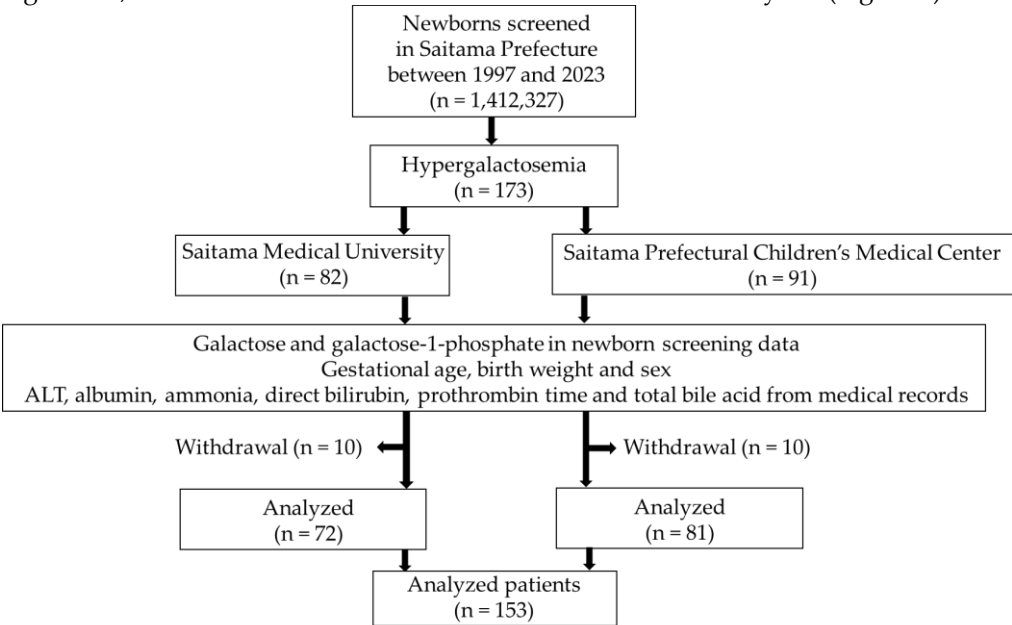 Newborns screened
in Saitama Prefecture
between 1997 and 2023
(n = 1,412,327)
Hypergalactosemia
(n = 173)
Saitama Medical University
(n = 82)
Saitama Prefectural Children's Medical Center
(n = 91)
Galactose and galactose-1-phosphate in newborn screening data
Gestational age, birth weight and sex
ALT, albumin, ammonia, direct bilirubin, prothrombin time and total bile acid from medical records
Withdrawal (n = 10)
Withdrawal (n = 10)
Analyzed
(n = 72)
Analyzed
(n = 81)
Analyzed patients
(n = 153)